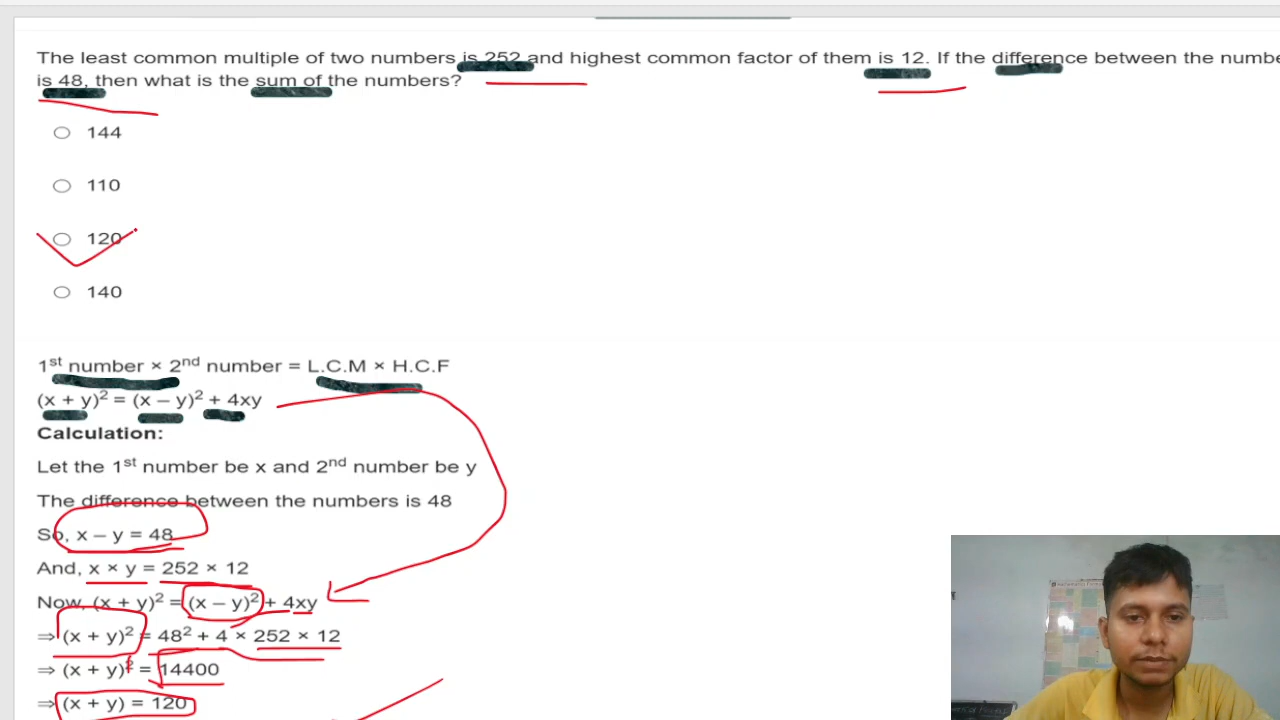 The least common multiple of two numbers is 252 and highest common factor of them is 12. If the difference between the numbe
is 48, then what is the sum of the numbers?
144
110
120
140
1st number × 2nd number = L.C.M × H.C.F
(x + y)² = (x – y)² + 4xy
Calculation:
Let the 1st number be x and 2nd number be y
The difference between the numbers is 48
So, x – y = 48
And, x × y = 252 × 12
Now, (x + y)² = (x – y)² + 4xy
⇒ (x + y)² = 48² + 4 × 252 × 12
⇒ (x + y)² = 14400
⇒ (x + y) = 120